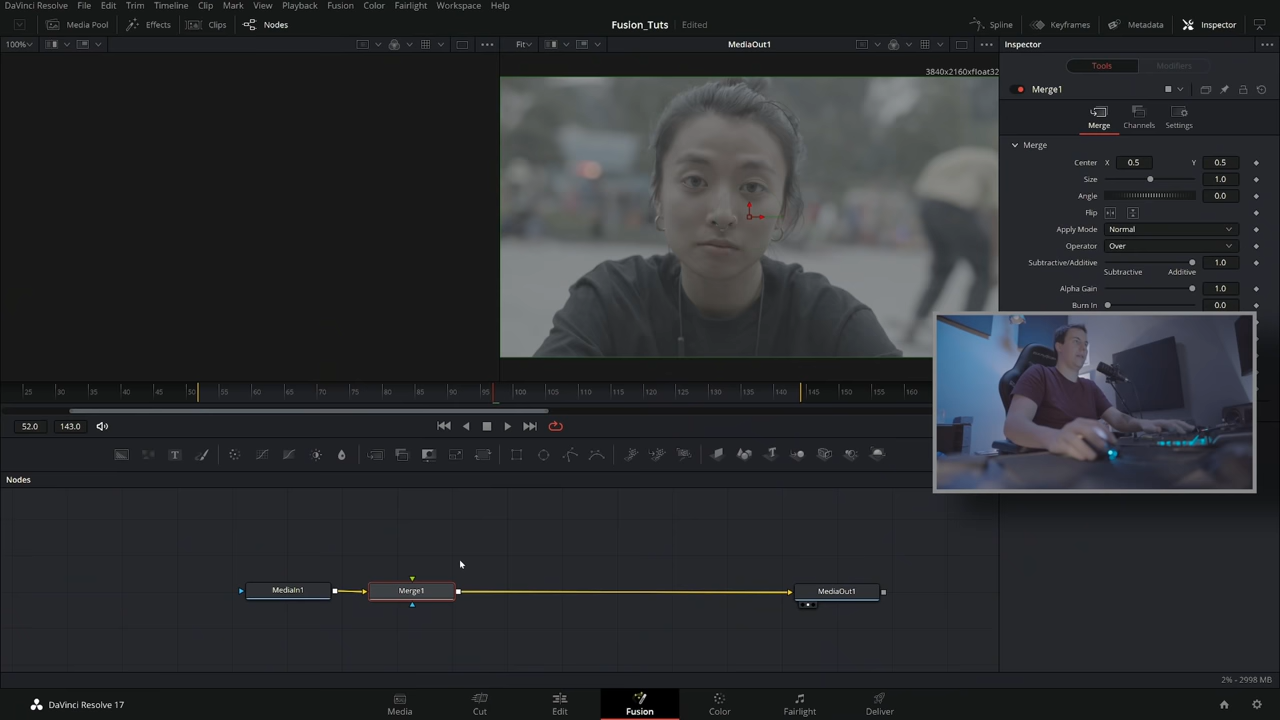 DaVinci Resolve File Edit Trim Timeline Clip Mark View Playback Fusion Color Fairlight Workspace Help
Media Pool Effects Clips Nodes Fusion_Tuts Edited Spline Keyframes Metadata Inspector
100% Fit MediaOut1 Inspector
3840x2160xfloat32
Tools Modifiers
Merge1
Merge Channels Settings
Merge
Center X 0.5 Y 0.5
Size 1.0
Angle 0.0
Flip
Apply Mode Normal
Operator Over
Subtractive/Additive 1.0
Subtractive Additive
Alpha Gain 1.0
Burn In 0.0
25 30 35 40 45 50 55 60 65 70 75 80 85 90 95 100 105 110 115 120 125 130 135 140 145 150 155 160
52.0 143.0
Nodes
MediaIn1 Merge1 MediaOut1
2% - 2998 MB
DaVinci Resolve 17 Media Cut Edit Fusion Color Fairlight Deliver